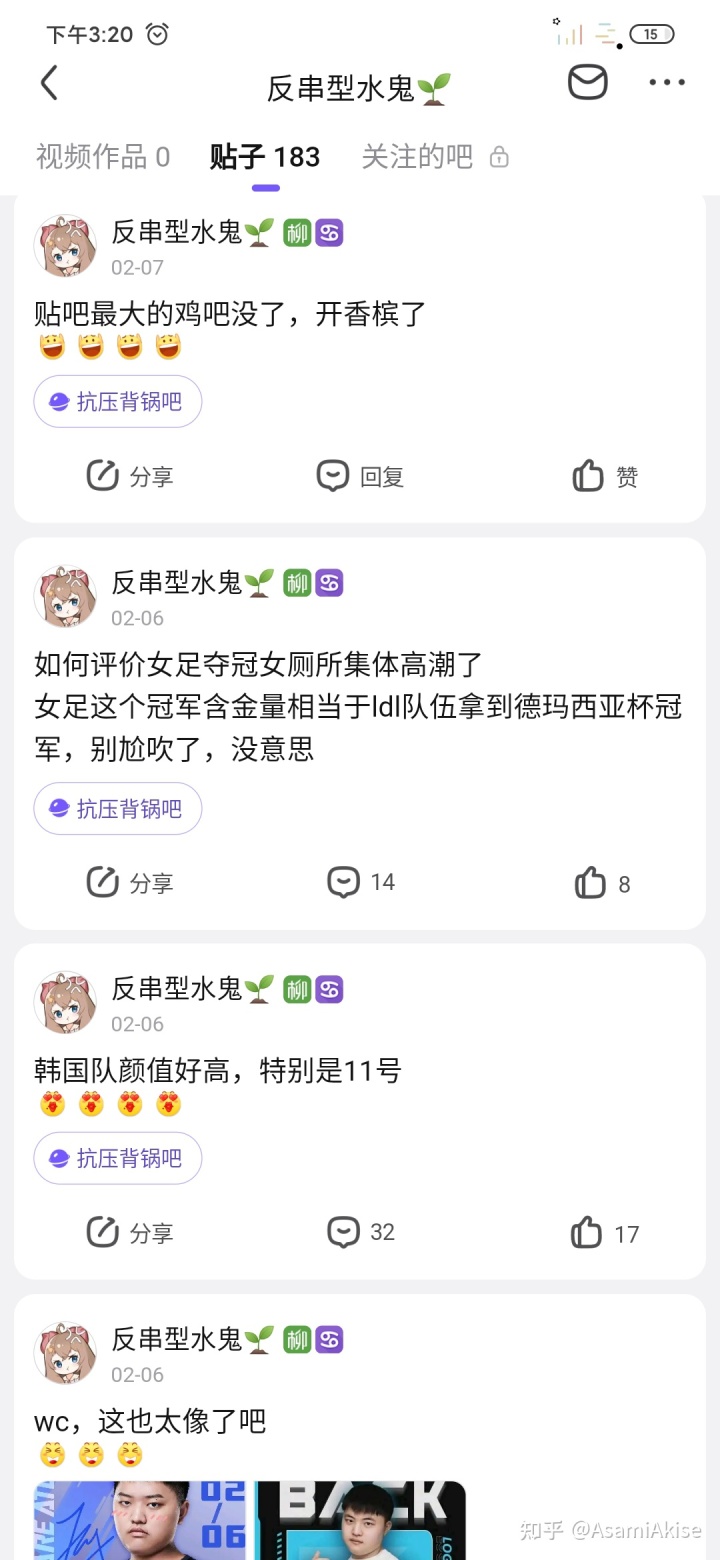 下午3:20
15
反串型水鬼
视频作品 0 贴子 183 关注的吧
反串型水鬼 柳
02-07
贴吧最大的鸡吧没了，开香槟了
抗压背锅吧
分享 回复 赞
反串型水鬼 柳
02-06
如何评价女足夺冠女厕所集体高潮了
女足这个冠军含金量相当于ldl队伍拿到德玛西亚杯冠
军，别尬吹了，没意思
抗压背锅吧
分享 14 8
反串型水鬼 柳
02-06
韩国队颜值好高，特别是11号
抗压背锅吧
分享 32 17
反串型水鬼 柳
02-06
wc，这也太像了吧
02
/
06
BACK
知乎 @AsamiAkise